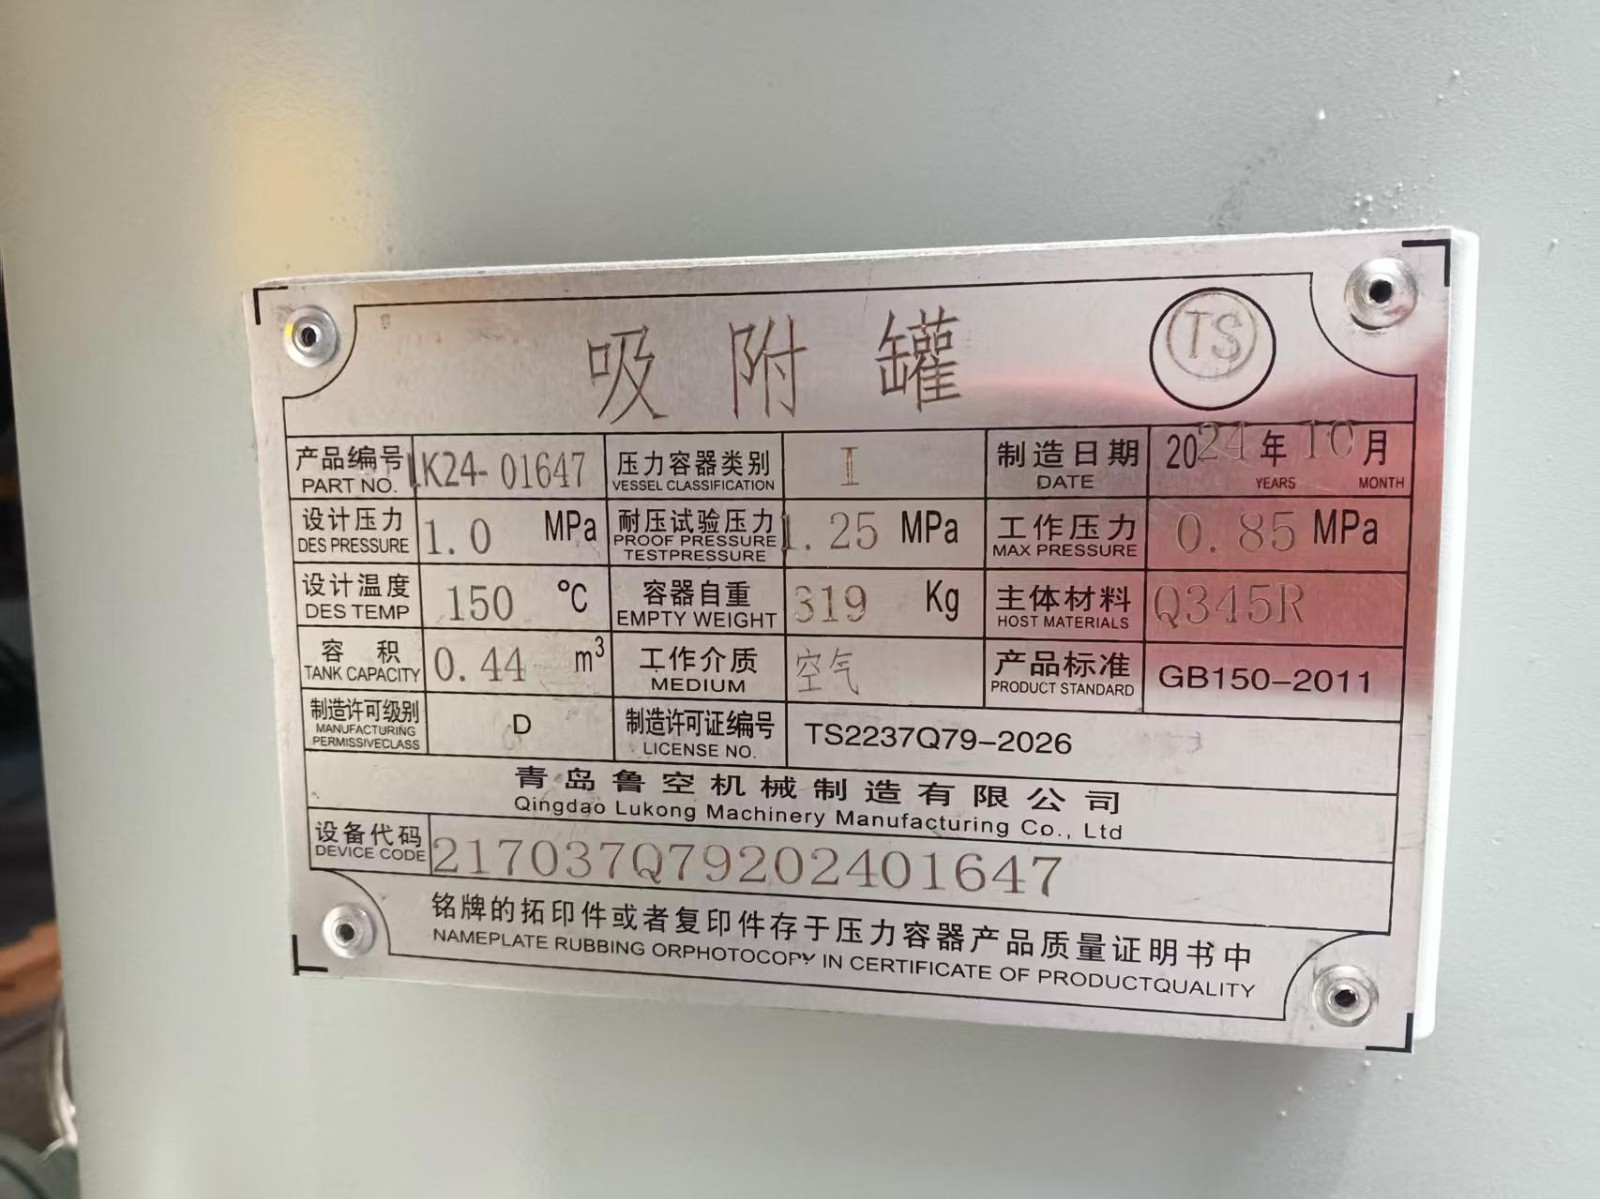 吸附罐 TS
产品编号 LK24-01647 压力容器类别 I 制造日期 2024年10月
PART NO. VESSEL CLASSIFICATION DATE YEARS MONTH
设计压力 1.0 MPa 耐压试验压力 1.25 MPa 工作压力 0.85 MPa
DES PRESSURE PROOF PRESSURE TESTPRESSURE MAX PRESSURE
设计温度 150 ℃ 容器自重 319 Kg 主体材料 Q345R
DES TEMP EMPTY WEIGHT HOST MATERIALS
容积 0.44 m³ 工作介质 空气 产品标准 GB150-2011
TANK CAPACITY MEDIUM PRODUCT STANDARD
制造许可级别 D 制造许可证编号 TS2237Q79-2026
MANUFACTURING PERMISSIVECLASS LICENSE NO.
青岛鲁空机械制造有限公司
Qingdao Lukong Machinery Manufacturing Co., Ltd
设备代码 217037Q79202401647
DEVICE CODE
铭牌的拓印件或者复印件存于压力容器产品质量证明书中
NAMEPLATE RUBBING ORPHOTOCOPY IN CERTIFICATE OF PRODUCTQUALITY